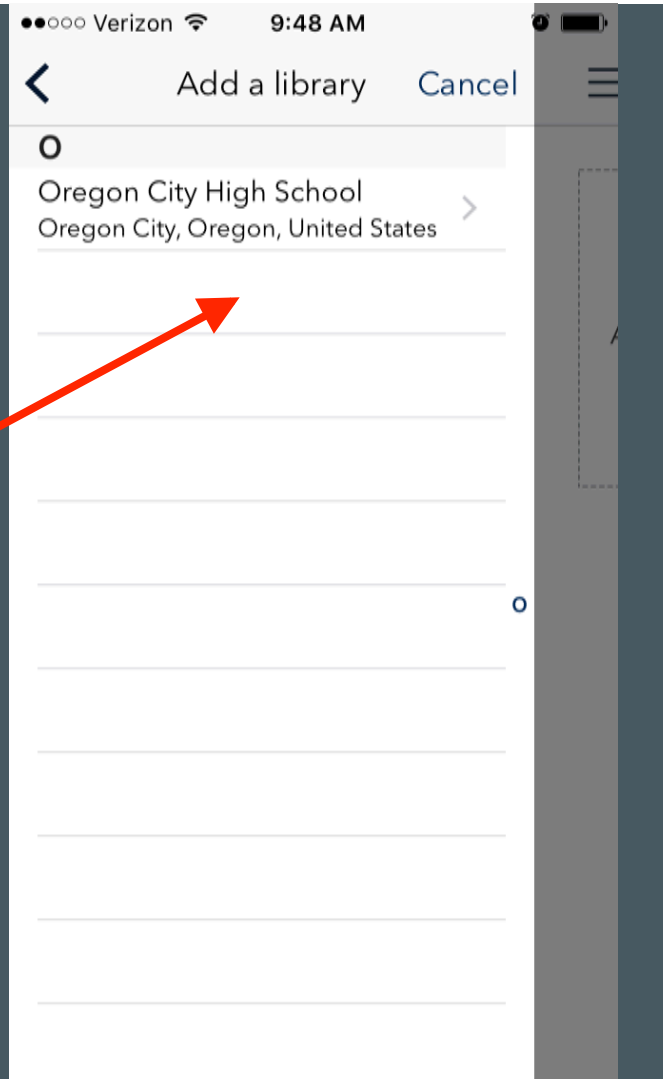 Verizon 9:48 AM
Add a library Cancel
O
Oregon City High School
Oregon City, Oregon, United States
A
O